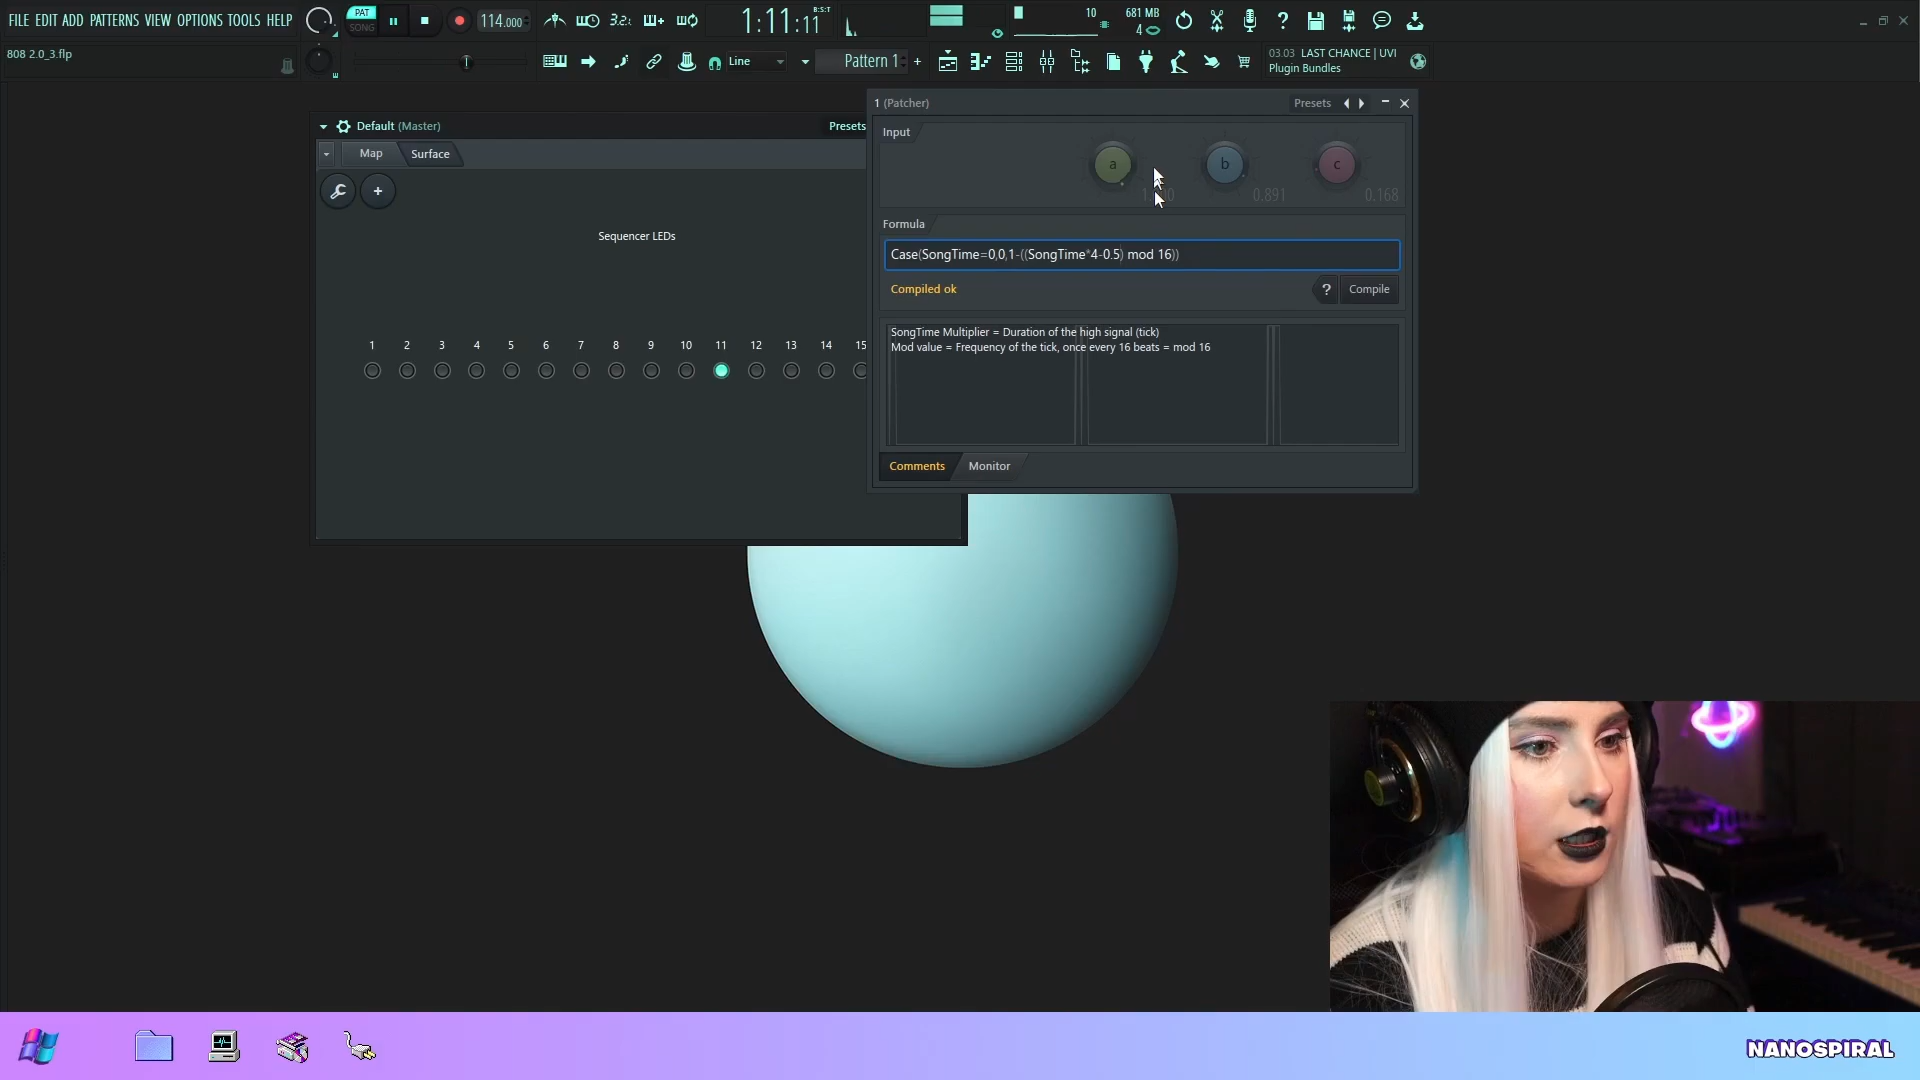 FILE EDIT ADD PATTERNS VIEW OPTIONS TOOLS HELP
PAT
SONG
114.000
3.2.
1:11:11
B:S:T
10
681 MB
4
808 2.0_3.flp
Line
Pattern 1
+
03.03 LAST CHANCE | UVI
Plugin Bundles
1 (Patcher)
Presets
Default (Master)
Presets
Map
Surface
Input
a
b
c
0.891
0.168
Formula
Case(SongTime=0,0,1-((SongTime*4-0.5) mod 16))
Compiled ok
?
Compile
SongTime Multiplier = Duration of the high signal (tick)
Mod value = Frequency of the tick, once every 16 beats = mod 16
Comments
Monitor
Sequencer LEDs
1 2 3 4 5 6 7 8 9 10 11 12 13 14 15
NANOSPIRAL